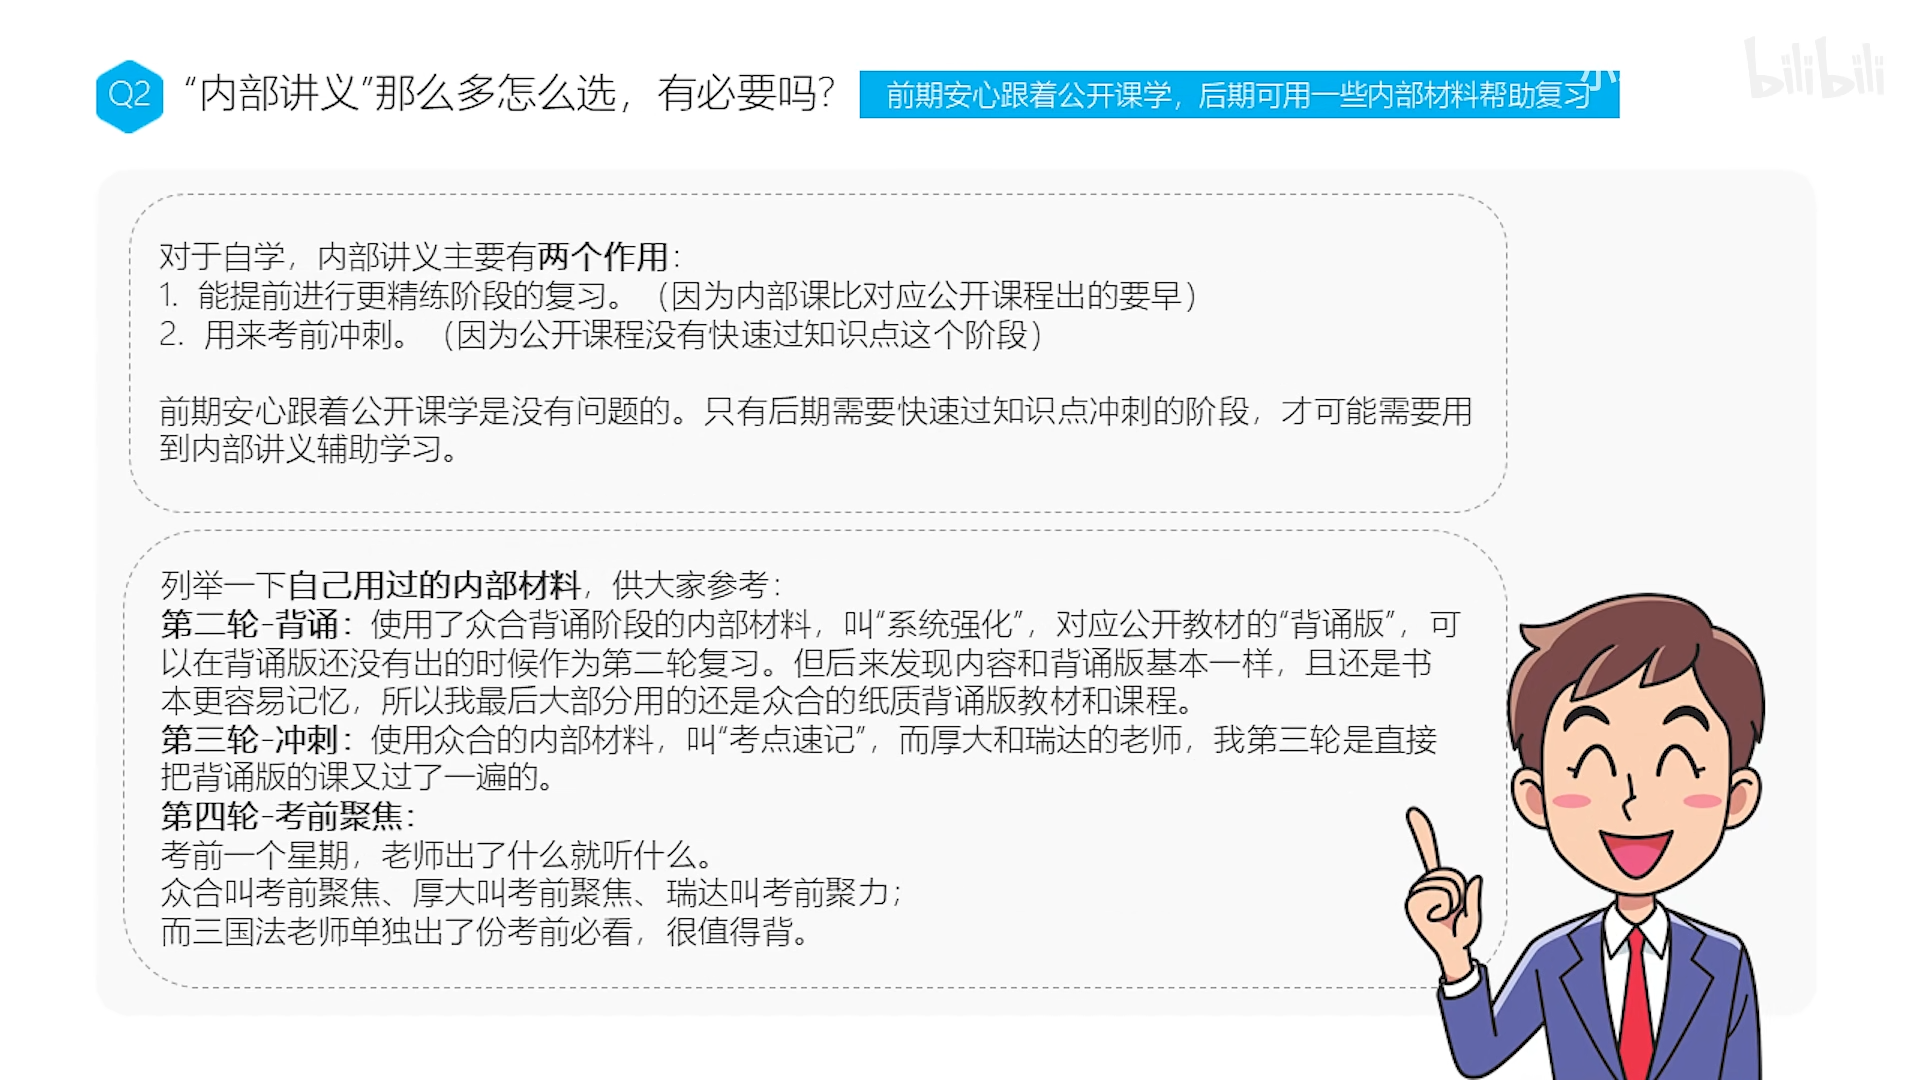 Q2
“内部讲义”那么多怎么选，有必要吗？
前期安心跟着公开课学，后期可用一些内部材料帮助复习
小
bilibili
对于自学，内部讲义主要有两个作用：
1. 能提前进行更精练阶段的复习。（因为内部课比对应公开课程出的要早）
2. 用来考前冲刺。（因为公开课程没有快速过知识点这个阶段）
前期安心跟着公开课学是没有问题的。只有后期需要快速过知识点冲刺的阶段，才可能需要用
到内部讲义辅助学习。
列举一下自己用过的内部材料，供大家参考：
第二轮-背诵：使用了众合背诵阶段的内部材料，叫“系统强化”，对应公开教材的“背诵版”，可
以在背诵版还没有出的时候作为第二轮复习。但后来发现内容和背诵版基本一样，且还是书
本更容易记忆，所以我最后大部分用的还是众合的纸质背诵版教材和课程。
第三轮-冲刺：使用众合的内部材料，叫“考点速记”，而厚大和瑞达的老师，我第三轮是直接
把背诵版的课又过了一遍的。
第四轮-考前聚焦：
考前一个星期，老师出了什么就听什么。
众合叫考前聚焦、厚大叫考前聚焦、瑞达叫考前聚力；
而三国法老师单独出了份考前必看，很值得背。